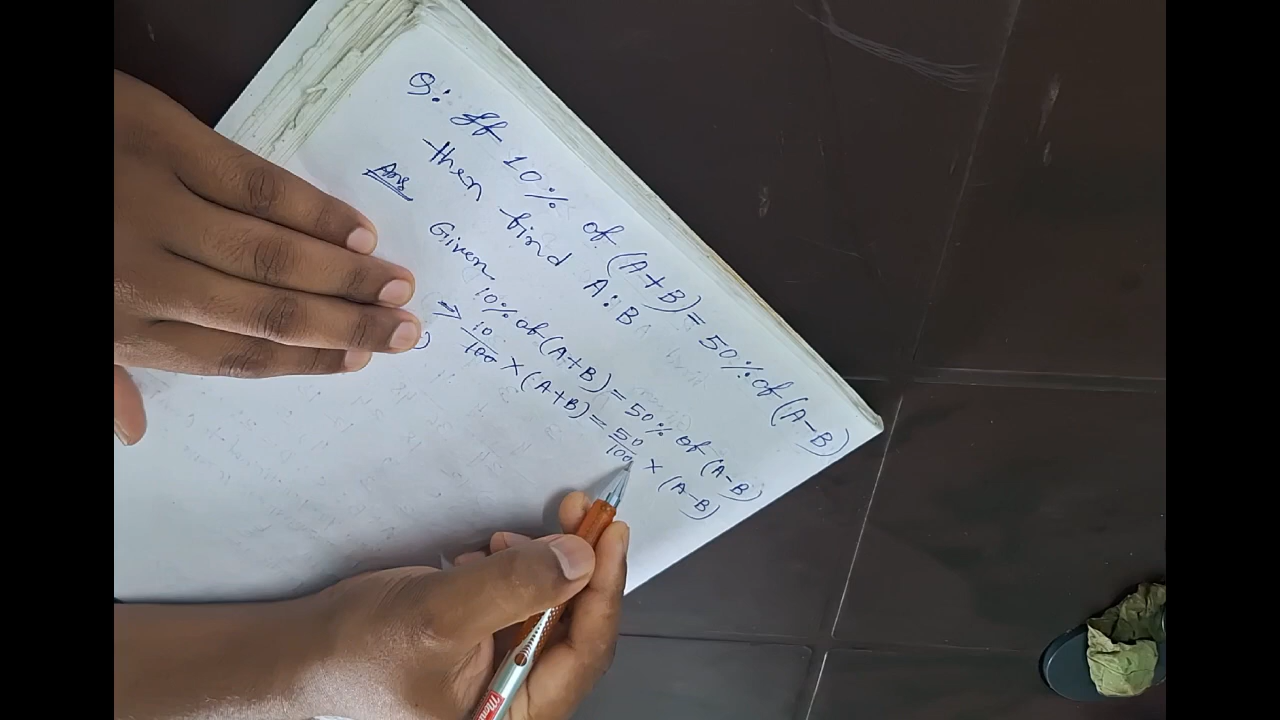 Q: If 10% of (A+B) = 50% of (A-B)
then find A:B
Ans
Given
10% of (A+B) = 50% of (A-B)
⇒ 10/100 × (A+B) = 50/100 × (A-B)